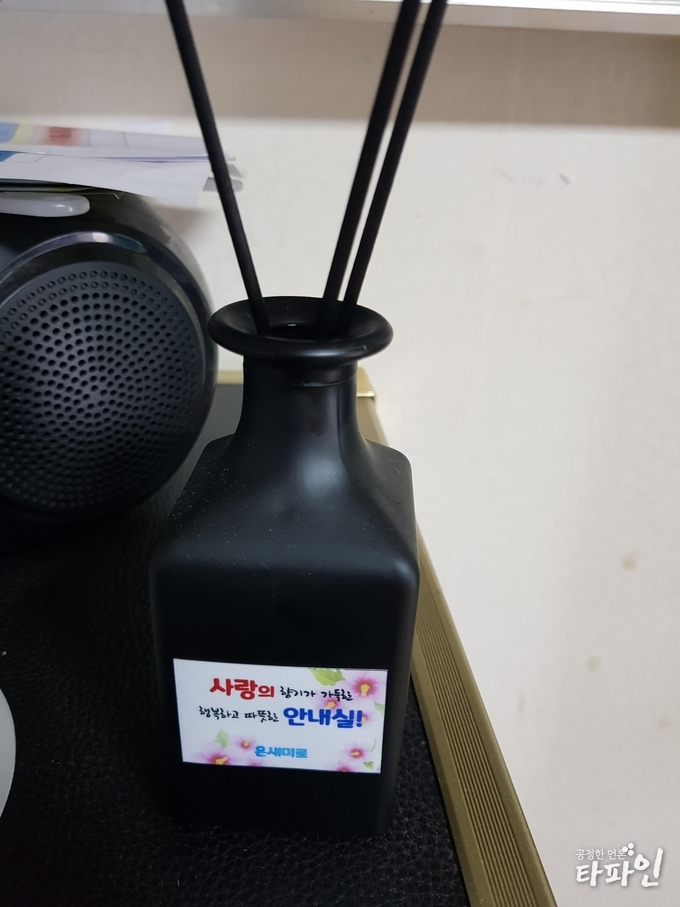 사랑의 향기가 가득한
행복하고 따뜻한 안내실!
은새미로
공정한 언론
타파인